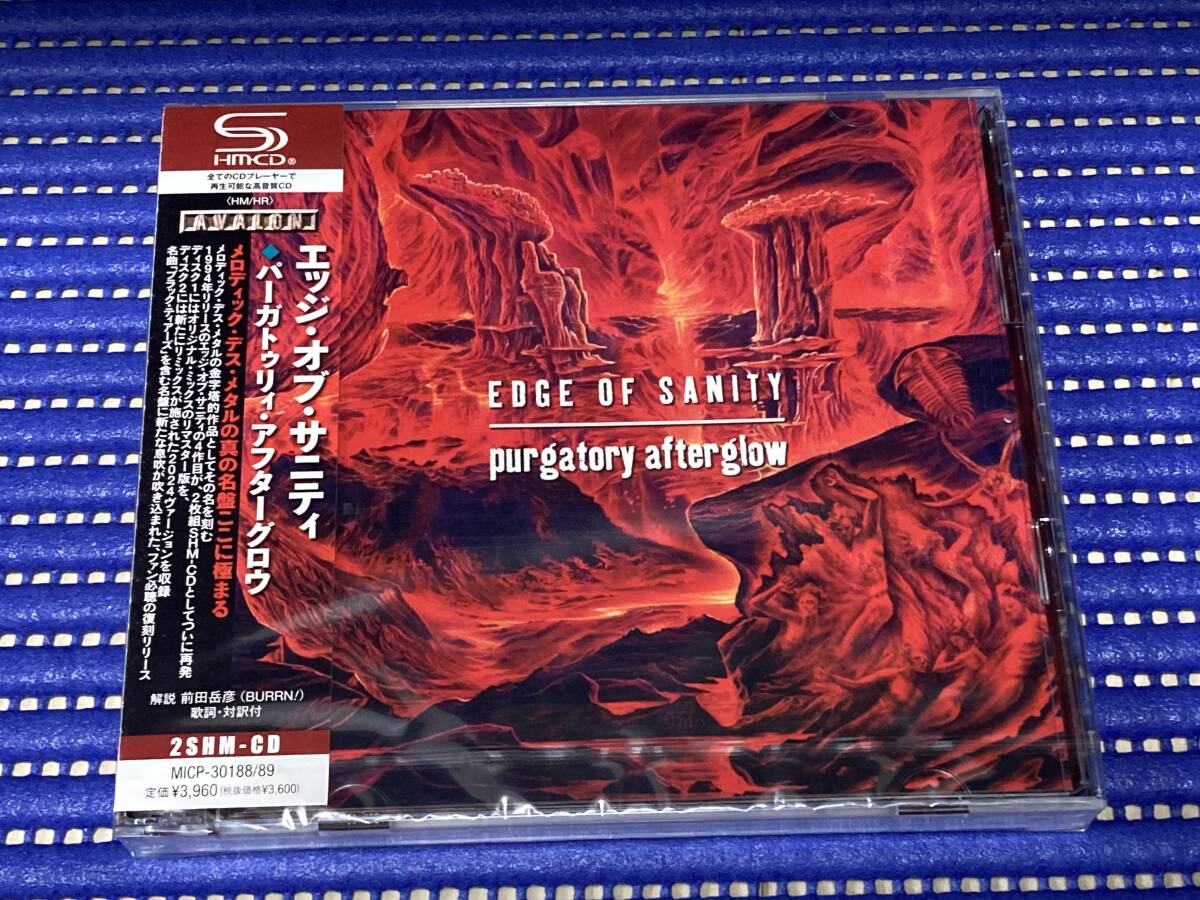 SHM-CD®
全てのCDプレーヤーで
再生可能な高音質CD
〈HM/HR〉
AVALON
エッジ・オブ・サニティ
◆パーガトゥリィ・アフターグロウ
メロディック・デス・メタルの真の名盤ここに極まる
メロディック・デス・メタルの金字塔的作品としてその名を刻む
1994年リリースのエッジ・オブ・サニティの4作目が、2枚組SHM-CDとしてついに再発
ディスク1にはオリジナル・ミックスのリマスター版を、
ディスク2には新たにリミックスが施された2024ヴァージョンを収録
名曲「ブラック・ティアーズ」を含む名盤に新たな息吹が吹き込まれた、ファン必聴の復刻リリース
解説 前田岳彦〈BURRN!〉
歌詞・対訳付
2SHM-CD
MICP-30188/89
定価¥3,960(税抜価格¥3,600)
EDGE OF SANITY
purgatory afterglow